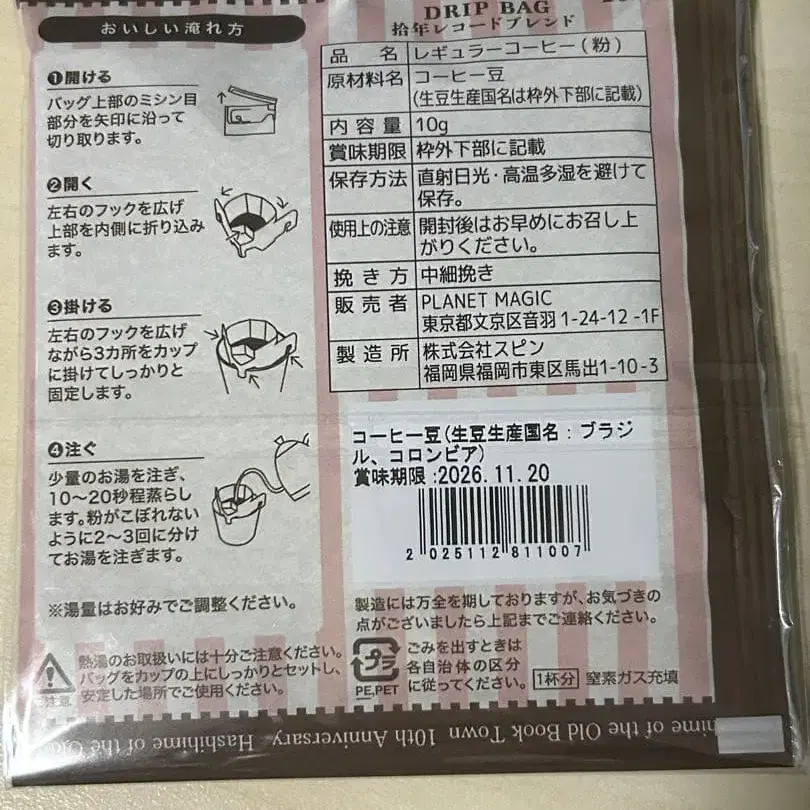 おいしい淹れ方
❶開ける
バッグ上部のミシン目
部分を矢印に沿って
切り取ります。
❷開く
左右のフックを広げ
上部を内側に折り込み
ます。
❸掛ける
左右のフックを広げ
ながら3カ所をカップ
に掛けてしっかりと
固定します。
❹注ぐ
少量のお湯を注ぎ、
10〜20秒程蒸らし
ます。粉がこぼれない
ように2〜3回に分け
てお湯を注ぎます。
※湯量はお好みでご調整ください。
熱湯のお取扱いには十分ご注意ください。
バッグをカップの上にしっかりとセットし、
安定した場所でご使用ください。
ご注意
DRIP BAG
拾年レコードブレンド
品名 レギュラーコーヒー(粉)
原材料名 コーヒー豆
(生豆生産国名は枠外下部に記載)
内容量 10g
賞味期限 枠外下部に記載
保存方法 直射日光・高温多湿を避けて
保存。
使用上の注意 開封後はお早めにお召し上
がりください。
挽き方 中細挽き
販売者 PLANET MAGIC
東京都文京区音羽1-24-12-1F
製造所 株式会社スピン
福岡県福岡市東区馬出1-10-3
コーヒー豆(生豆生産国名：ブラジ
ル、コロンビア)
賞味期限:2026.11.20
2 025112 811007
製造には万全を期しておりますが、お気づきの
点がございましたら上記までご連絡ください。
プラ
PE,PET
ごみを出すときは
各自治体の区分
に従ってください。
1杯分 窒素ガス充填
hime of the Old Book Town 10th Anniversary Hashihime of the Old